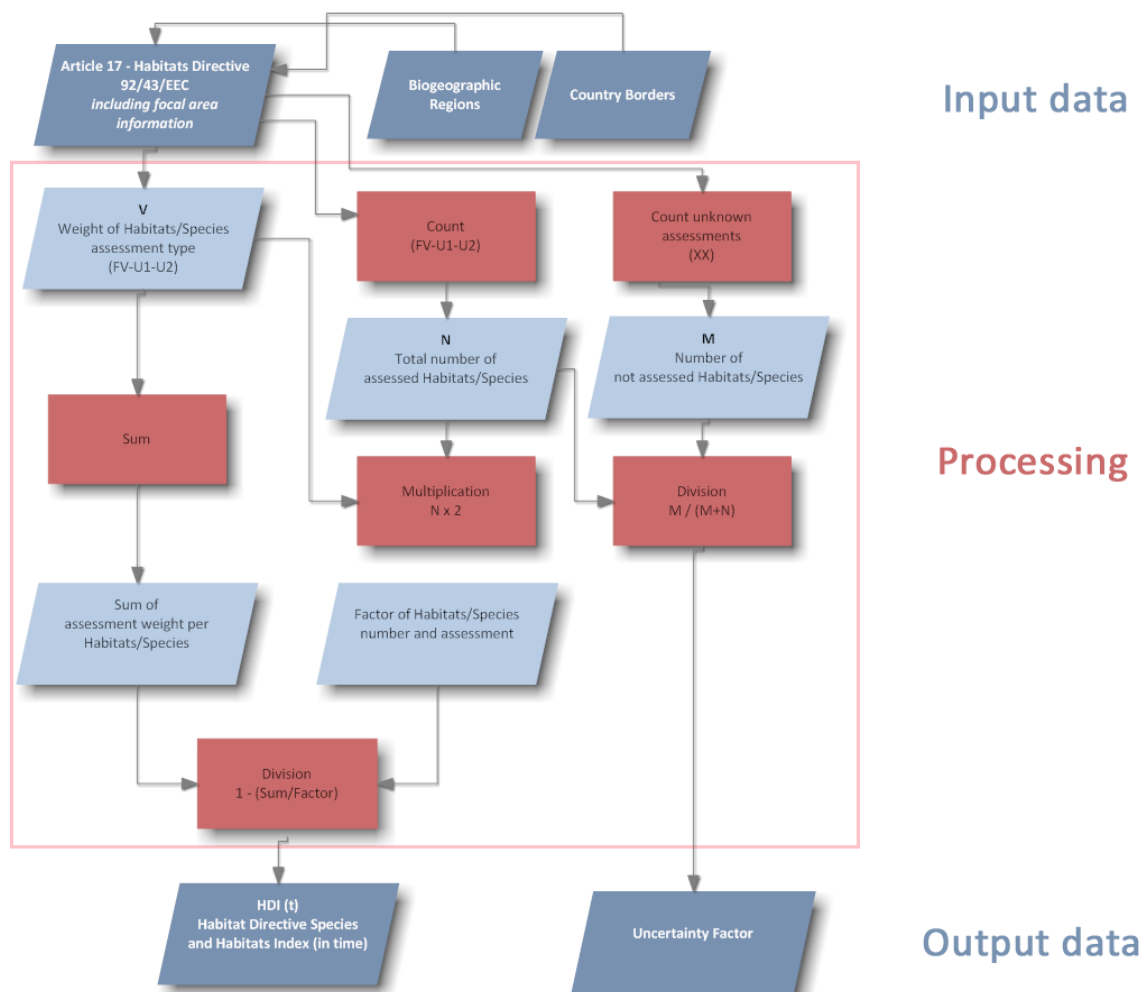 Article 17 - Habitats Directive
92/43/EEC
including focal area
information
Biogeographic
Regions
Country Borders
Input data
V
Weight of Habitats/Species
assessment type
(FV-U1-U2)
Count
(FV-U1-U2)
Count unknown
assessments
(XX)
N
Total number of
assessed Habitats/Species
M
Number of
not assessed Habitats/Species
Sum
Multiplication
N x 2
Division
M / (M+N)
Processing
Sum of
assessment weight per
Habitats/Species
Factor of Habitats/Species
number and assessment
Division
1 - (Sum/Factor)
HDI (t)
Habitat Directive Species
and Habitats Index (in time)
Uncertainty Factor
Output data